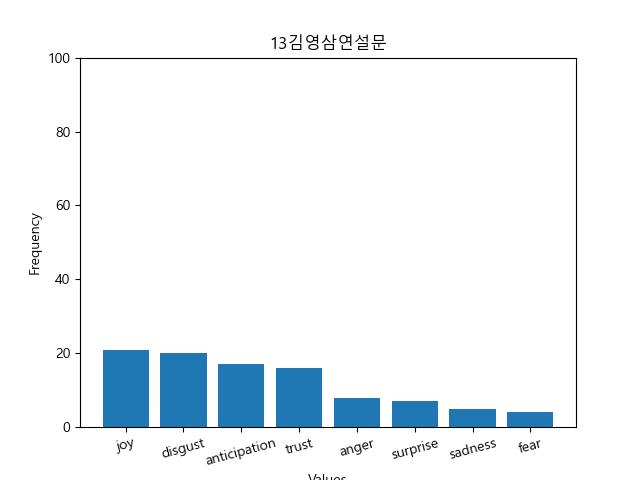 13김영삼연설문
100
80
60
40
20
0
Frequency
joy disgust anticipation trust anger surprise sadness fear
Values